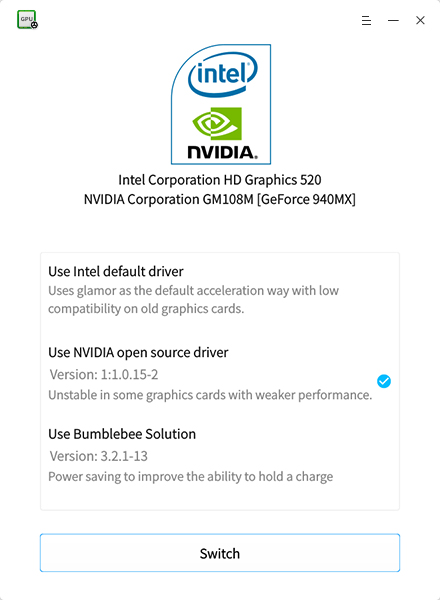 GPU
intel
NVIDIA.
Intel Corporation HD Graphics 520
NVIDIA Corporation GM108M [GeForce 940MX]
Use Intel default driver
Uses glamor as the default acceleration way with low
compatibility on old graphics cards.
Use NVIDIA open source driver
Version: 1:1.0.15-2
Unstable in some graphics cards with weaker performance.
Use Bumblebee Solution
Version: 3.2.1-13
Power saving to improve the ability to hold a charge
Switch